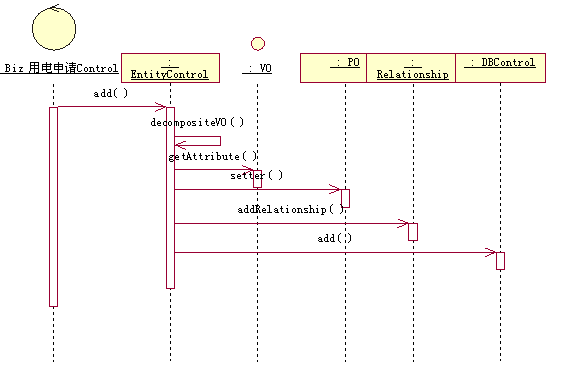 Biz 用电申请Control
:
EntityControl
: VO
: PO
:
Relationship
: DBControl
add( )
decompositeVO( )
getAttribute( )
setter( )
addRelationship( )
add( )